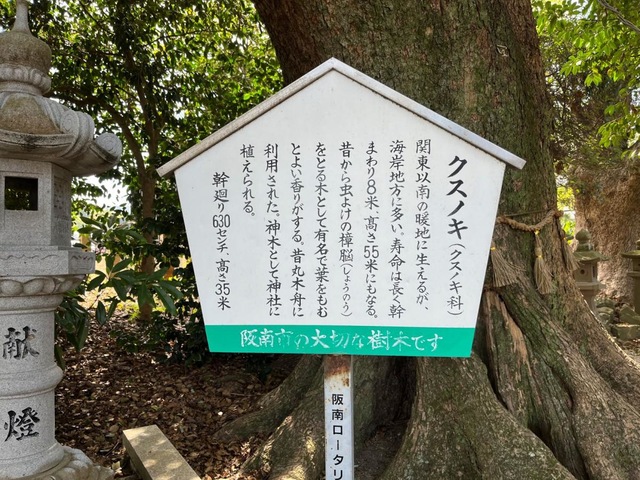 クスノキ（クスノキ科）
関東以南の暖地に生えるが、
海岸地方に多い。寿命は長く幹
まわり8米、高さ55米にもなる。
昔から虫よけの樟脳（しょうのう）
をとる木として有名で葉をもむ
とよい香りがする。昔丸木舟に
利用された。神木として神社に
植えられる。
幹廻り630センチ、高さ35米
阪南市の大切な樹木です
阪南ロータリ
献
燈